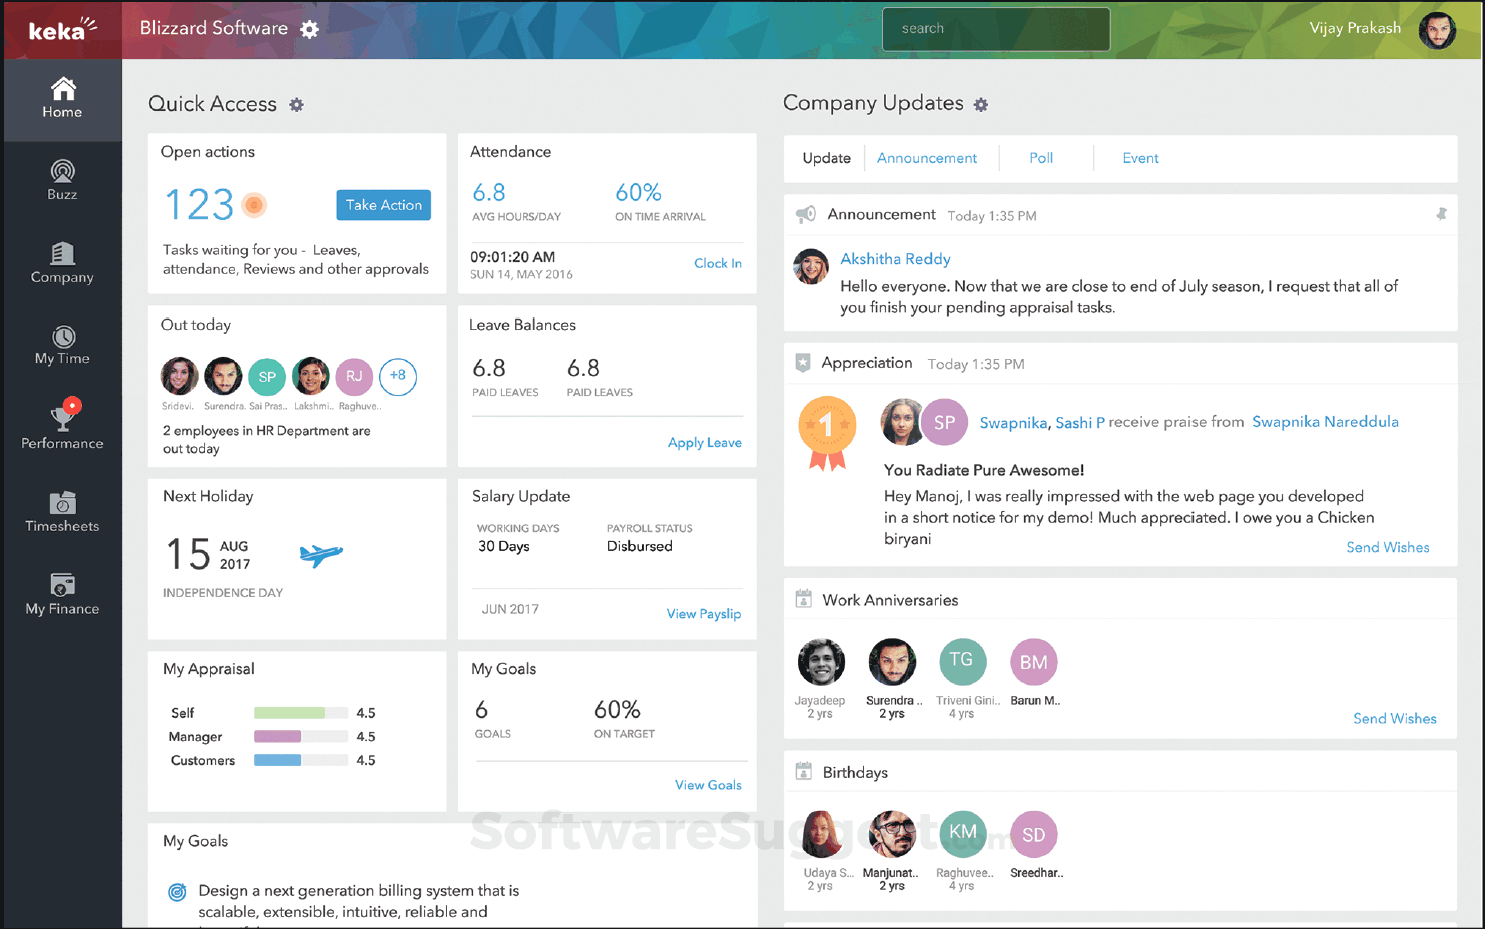 keka
Blizzard Software
search
Vijay Prakash
Home
Buzz
Company
My Time
Performance
Timesheets
My Finance
Quick Access
Open actions
123
Take Action
Tasks waiting for you - Leaves,
attendance, Reviews and other approvals
Attendance
6.8 60%
AVG HOURS/DAY ON TIME ARRIVAL
09:01:20 AM
SUN 14, MAY 2016
Clock In
Out today
SP RJ +8
Sridevi. Surendra. Sai Pras.. Lakshmi.. Raghuve..
2 employees in HR Department are
out today
Leave Balances
6.8 6.8
PAID LEAVES PAID LEAVES
Apply Leave
Next Holiday
15 AUG
2017
INDEPENDENCE DAY
Salary Update
WORKING DAYS PAYROLL STATUS
30 Days Disbursed
JUN 2017 View Payslip
My Appraisal
Self 4.5
Manager 4.5
Customers 4.5
My Goals
6 60%
GOALS ON TARGET
View Goals
My Goals
Design a next generation billing system that is
scalable, extensible, intuitive, reliable and
Company Updates
Update Announcement Poll Event
Announcement Today 1:35 PM
Akshitha Reddy
Hello everyone. Now that we are close to end of July season, I request that all of
you finish your pending appraisal tasks.
Appreciation Today 1:35 PM
1
SP Swapnika, Sashi P receive praise from Swapnika Nareddula
You Radiate Pure Awesome!
Hey Manoj, I was really impressed with the web page you developed
in a short notice for my demo! Much appreciated. I owe you a Chicken
biryani
Send Wishes
Work Anniversaries
TG BM
Jayadeep Surendra .. Triveni Gini.. Barun M..
2 yrs 2 yrs 4 yrs
Send Wishes
Birthdays
KM SD
Udaya S... Manjunat.. Raghuvee.. Sreedhar..
2 yrs 2 yrs 4 yrs
SoftwareSuggest.com